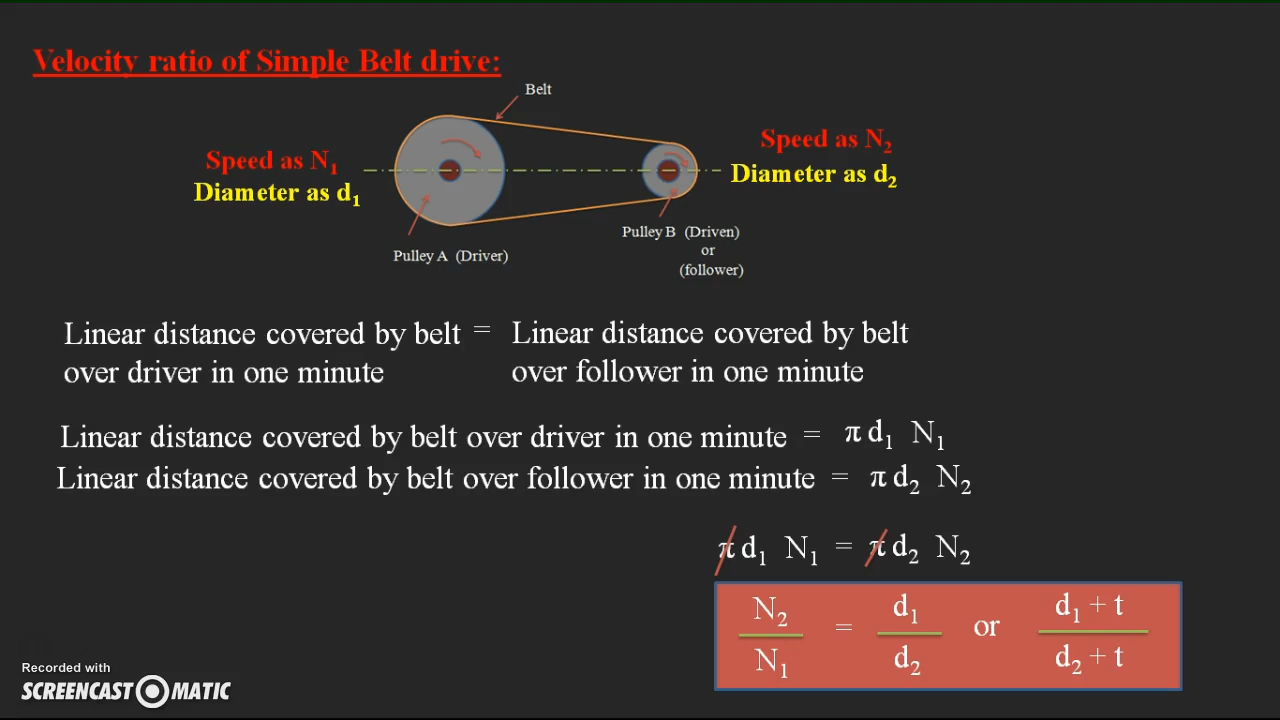 Velocity ratio of Simple Belt drive:
Belt
Speed as N₁
Diameter as d₁
Speed as N₂
Diameter as d₂
Pulley A (Driver)
Pulley B (Driven)
or
(follower)
Linear distance covered by belt = Linear distance covered by belt
over driver in one minute over follower in one minute
Linear distance covered by belt over driver in one minute = π d₁ N₁
Linear distance covered by belt over follower in one minute = π d₂ N₂
π d₁ N₁ = π d₂ N₂
N₂ d₁ d₁ + t
= or
N₁ d₂ d₂ + t
Recorded with
SCREENCAST O MATIC